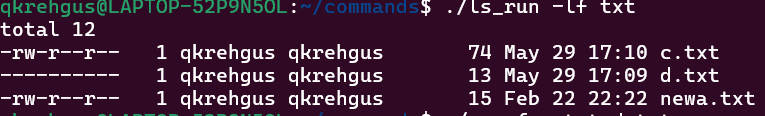 qkrehgus@LAPTOP-52P9N5OL:~/commands$ ./ls_run -lf txt
total 12
-rw-r--r--   1 qkrehgus qkrehgus       74 May 29 17:10 c.txt
----------   1 qkrehgus qkrehgus       13 May 29 17:09 d.txt
-rw-r--r--   1 qkrehgus qkrehgus       15 Feb 22 22:22 newa.txt